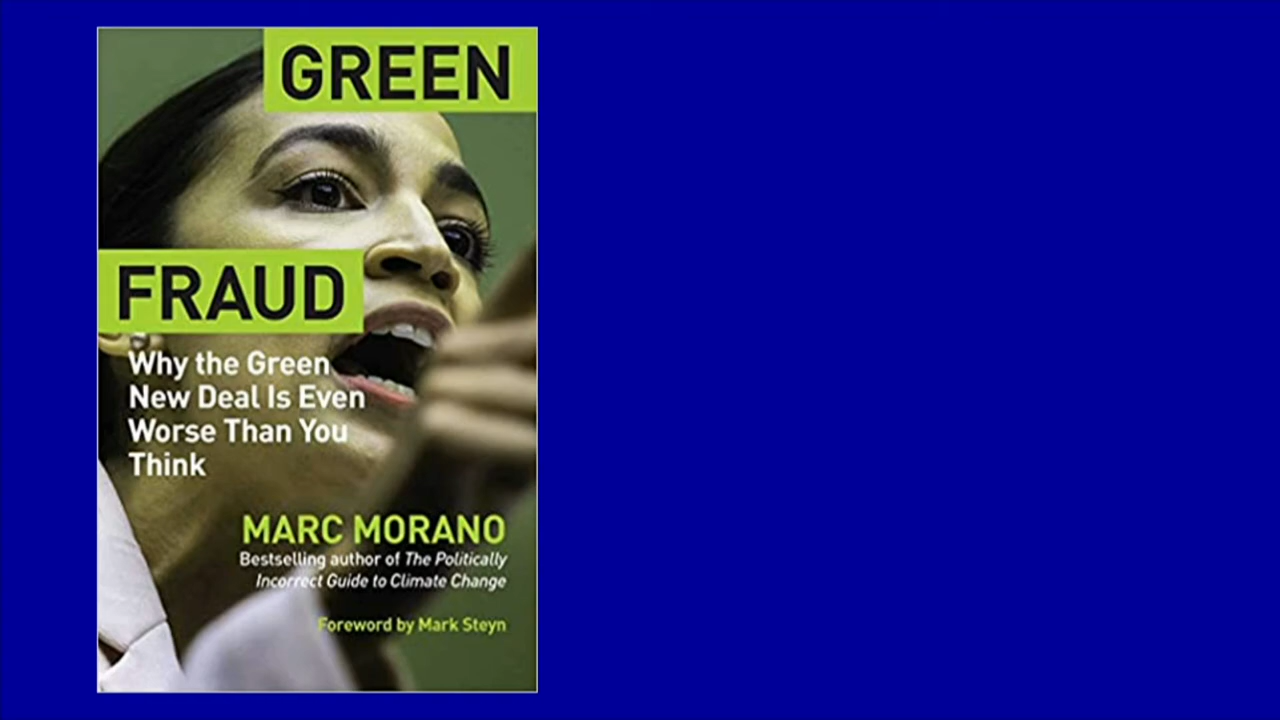 GREEN
FRAUD
Why the Green
New Deal Is Even
Worse Than You
Think
MARC MORANO
Bestselling author of The Politically
Incorrect Guide to Climate Change
Foreword by Mark Steyn